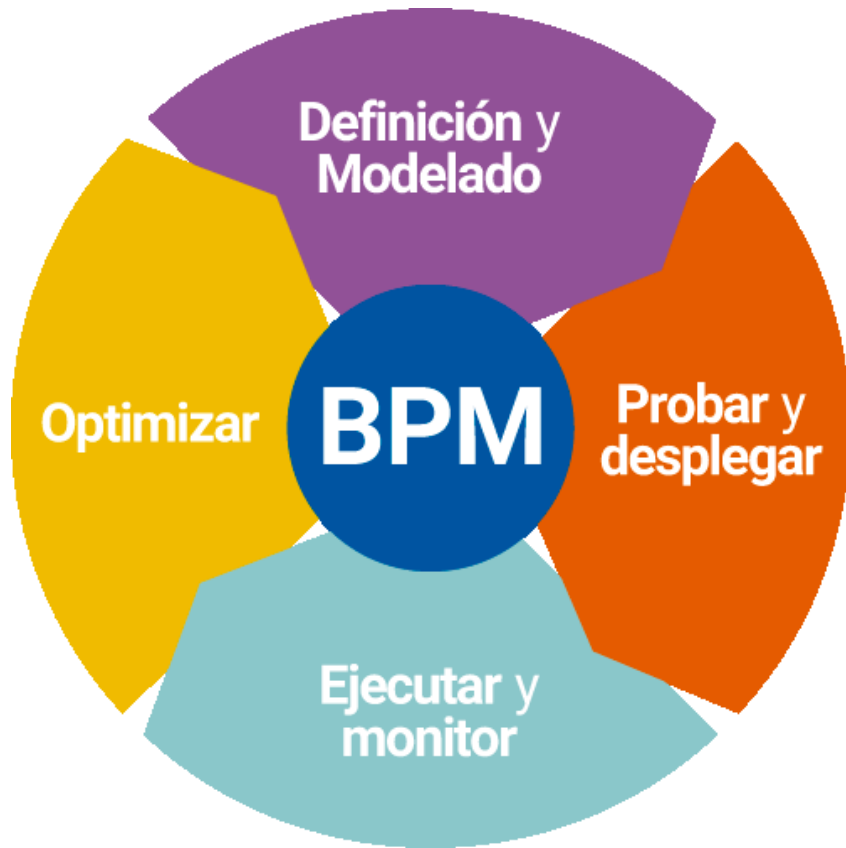 Definición y
Modelado
Probar y
desplegar
Ejecutar y
monitor
Optimizar
BPM